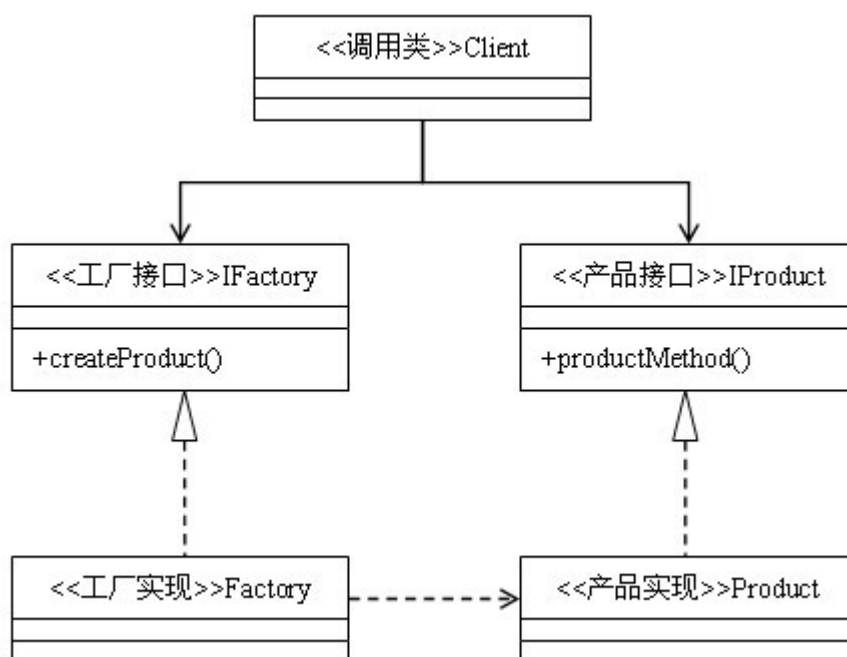 <<调用类>>Client
<<工厂接口>>IFactory
+createProduct()
<<产品接口>>IProduct
+productMethod()
<<工厂实现>>Factory
<<产品实现>>Product